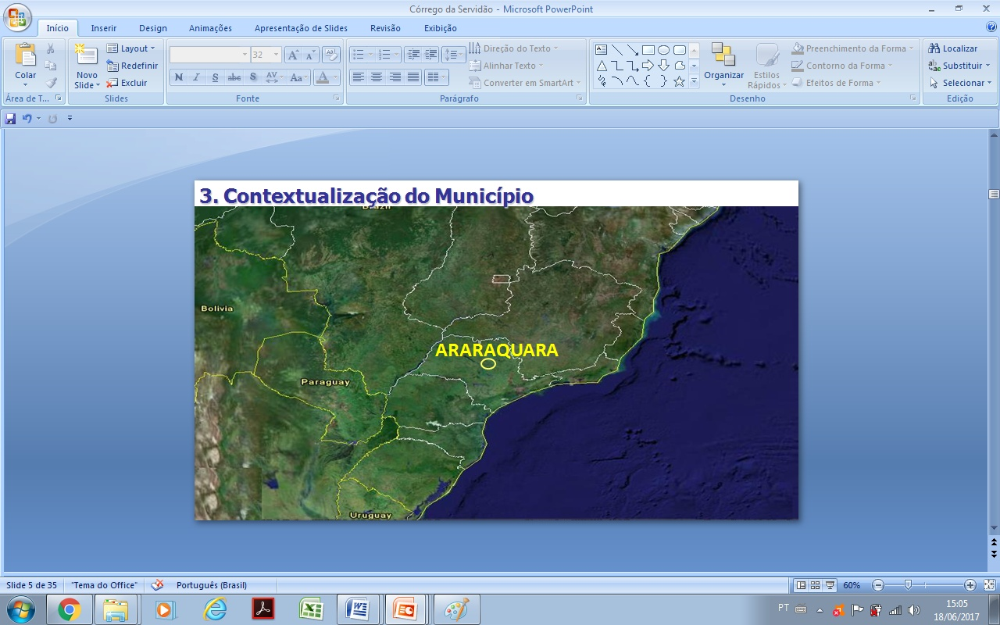 Córrego da Servidão - Microsoft PowerPoint
Início Inserir Design Animações Apresentação de Slides Revisão Exibição
Colar
Área de T...
Novo Slide
Layout
Redefinir
Excluir
Slides
32
N I S abc S AV Aa A
Fonte
Direção do Texto
Alinhar Texto
Converter em SmartArt
Parágrafo
Organizar
Estilos Rápidos
Preenchimento da Forma
Contorno da Forma
Efeitos de Forma
Desenho
Localizar
Substituir
Selecionar
Edição
3. Contextualização do Município
Brazil
Bolivia
ARARAQUARA
Paraguay
Uruguay
Slide 5 de 35 "Tema do Office" Português (Brasil) 60%
PT 15:05
18/06/2017